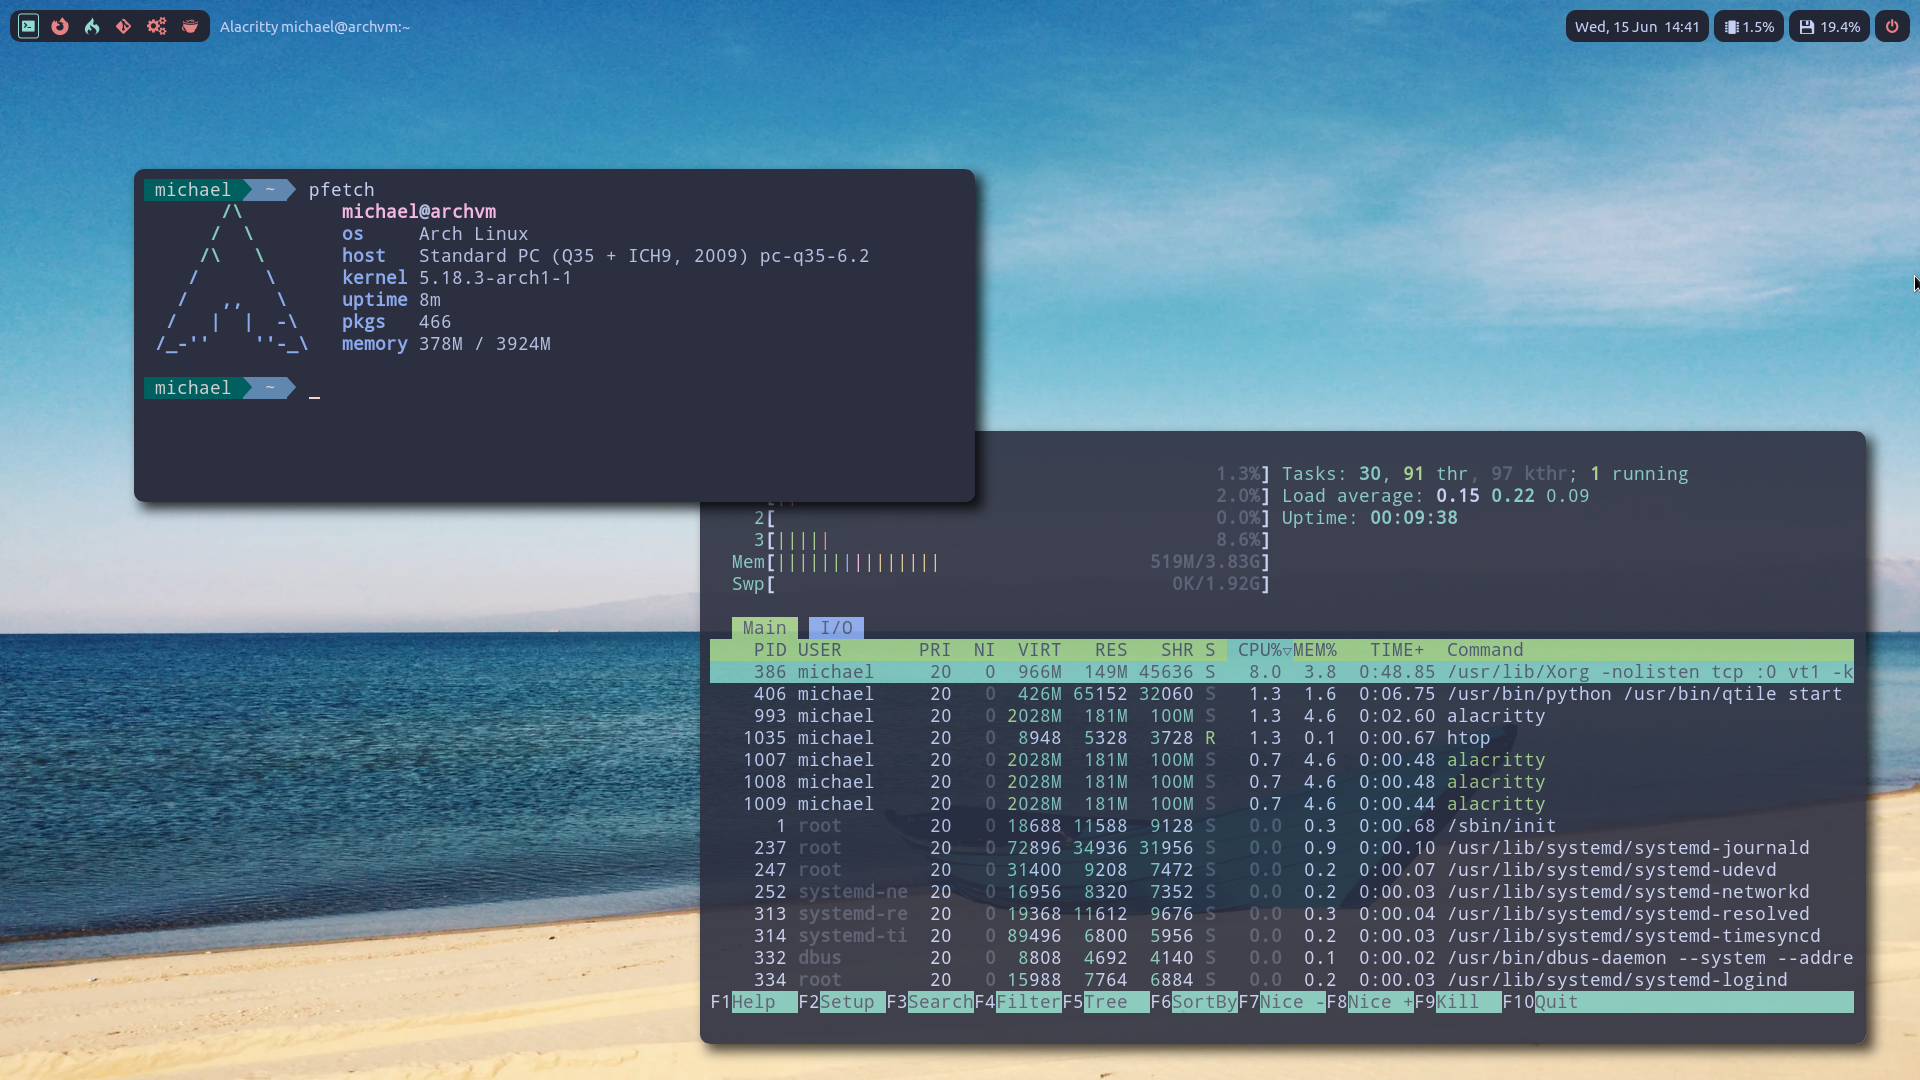 Alacritty michael@archvm:~
Wed, 15 Jun 14:41
1.5%
19.4%
michael ~ pfetch
/\ michael@archvm
/  \ os Arch Linux
/\   \ host Standard PC (Q35 + ICH9, 2009) pc-q35-6.2
/      \ kernel 5.18.3-arch1-1
/   ,,   \ uptime 8m
/   |  |  -\ pkgs 466
/_-''    ''-_\ memory 378M / 3924M
michael ~ _
1.3%] Tasks: 30, 91 thr, 97 kthr; 1 running
2.0%] Load average: 0.15 0.22 0.09
2[ 0.0%] Uptime: 00:09:38
3[||||| 8.6%]
Mem[||||||||||||||| 519M/3.83G]
Swp[ 0K/1.92G]
Main I/O
PID USER PRI NI VIRT RES SHR S CPU%▽MEM% TIME+ Command
386 michael 20 0 966M 149M 45636 S 8.0 3.8 0:48.85 /usr/lib/Xorg -nolisten tcp :0 vt1 -k
406 michael 20 0 426M 65152 32060 S 1.3 1.6 0:06.75 /usr/bin/python /usr/bin/qtile start
993 michael 20 0 2028M 181M 100M S 1.3 4.6 0:02.60 alacritty
1035 michael 20 0 8948 5328 3728 R 1.3 0.1 0:00.67 htop
1007 michael 20 0 2028M 181M 100M S 0.7 4.6 0:00.48 alacritty
1008 michael 20 0 2028M 181M 100M S 0.7 4.6 0:00.48 alacritty
1009 michael 20 0 2028M 181M 100M S 0.7 4.6 0:00.44 alacritty
1 root 20 0 18688 11588 9128 S 0.0 0.3 0:00.68 /sbin/init
237 root 20 0 72896 34936 31956 S 0.0 0.9 0:00.10 /usr/lib/systemd/systemd-journald
247 root 20 0 31400 9208 7472 S 0.0 0.2 0:00.07 /usr/lib/systemd/systemd-udevd
252 systemd-ne 20 0 16956 8320 7352 S 0.0 0.2 0:00.03 /usr/lib/systemd/systemd-networkd
313 systemd-re 20 0 19368 11612 9676 S 0.0 0.3 0:00.04 /usr/lib/systemd/systemd-resolved
314 systemd-ti 20 0 89496 6800 5956 S 0.0 0.2 0:00.03 /usr/lib/systemd/systemd-timesyncd
332 dbus 20 0 8808 4692 4140 S 0.0 0.1 0:00.02 /usr/bin/dbus-daemon --system --addre
334 root 20 0 15988 7764 6884 S 0.0 0.2 0:00.03 /usr/lib/systemd/systemd-logind
F1Help F2Setup F3SearchF4FilterF5Tree F6SortByF7Nice -F8Nice +F9Kill F10Quit